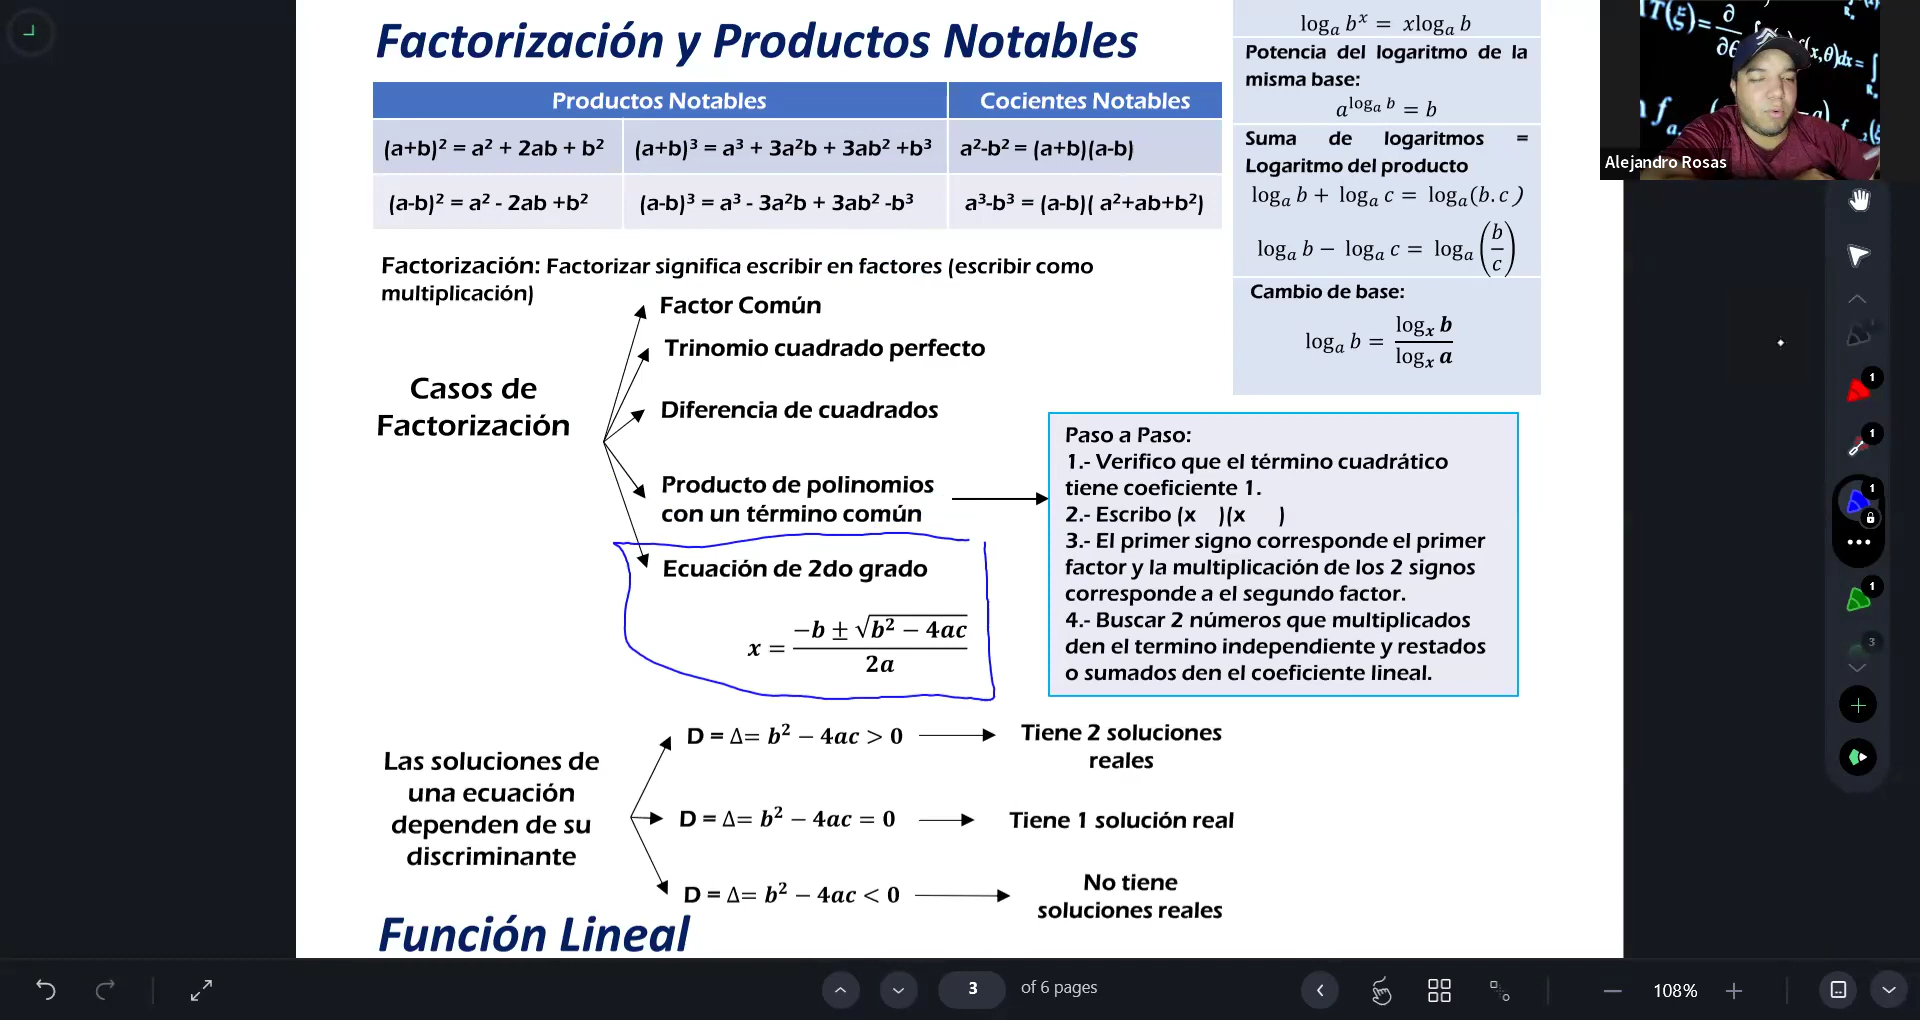 Factorización y Productos Notables
Productos Notables
Cocientes Notables
(a+b)² = a² + 2ab + b²
(a+b)³ = a³ + 3a²b + 3ab² +b³
a²-b² = (a+b)(a-b)
(a-b)² = a² - 2ab +b²
(a-b)³ = a³ - 3a²b + 3ab² -b³
a³-b³ = (a-b)( a²+ab+b²)
Factorización: Factorizar significa escribir en factores (escribir como
multiplicación)
Casos de
Factorización
Factor Común
Trinomio cuadrado perfecto
Diferencia de cuadrados
Producto de polinomios
con un término común
Ecuación de 2do grado
x = (−b ± √(b² − 4ac)) / 2a
Paso a Paso:
1.- Verifico que el término cuadrático
tiene coeficiente 1.
2.- Escribo (x   )(x    )
3.- El primer signo corresponde el primer
factor y la multiplicación de los 2 signos
corresponde a el segundo factor.
4.- Buscar 2 números que multiplicados
den el termino independiente y restados
o sumados den el coeficiente lineal.
Las soluciones de
una ecuación
dependen de su
discriminante
D = Δ= b² − 4ac > 0
Tiene 2 soluciones
reales
D = Δ= b² − 4ac = 0
Tiene 1 solución real
D = Δ= b² − 4ac < 0
No tiene
soluciones reales
Función Lineal
logₐ bˣ = xlogₐ b
Potencia del logaritmo de la
misma base:
a^(logₐ b) = b
Suma de logaritmos =
Logaritmo del producto
logₐ b + logₐ c = logₐ(b.c)
logₐ b − logₐ c = logₐ (b/c)
Cambio de base:
logₐ b = logₓ b / logₓ a
Alejandro Rosas
1
1
1
1
3
3
of 6 pages
108%